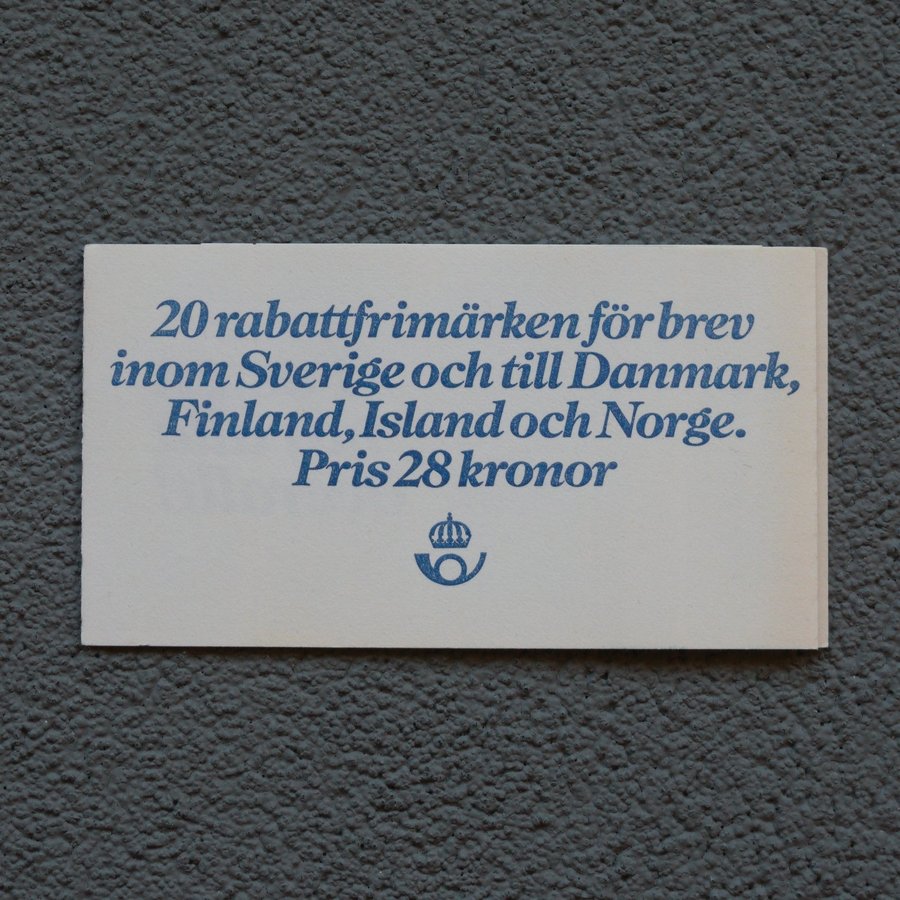 20 rabattfrimärken för brev
inom Sverige och till Danmark,
Finland, Island och Norge.
Pris 28 kronor